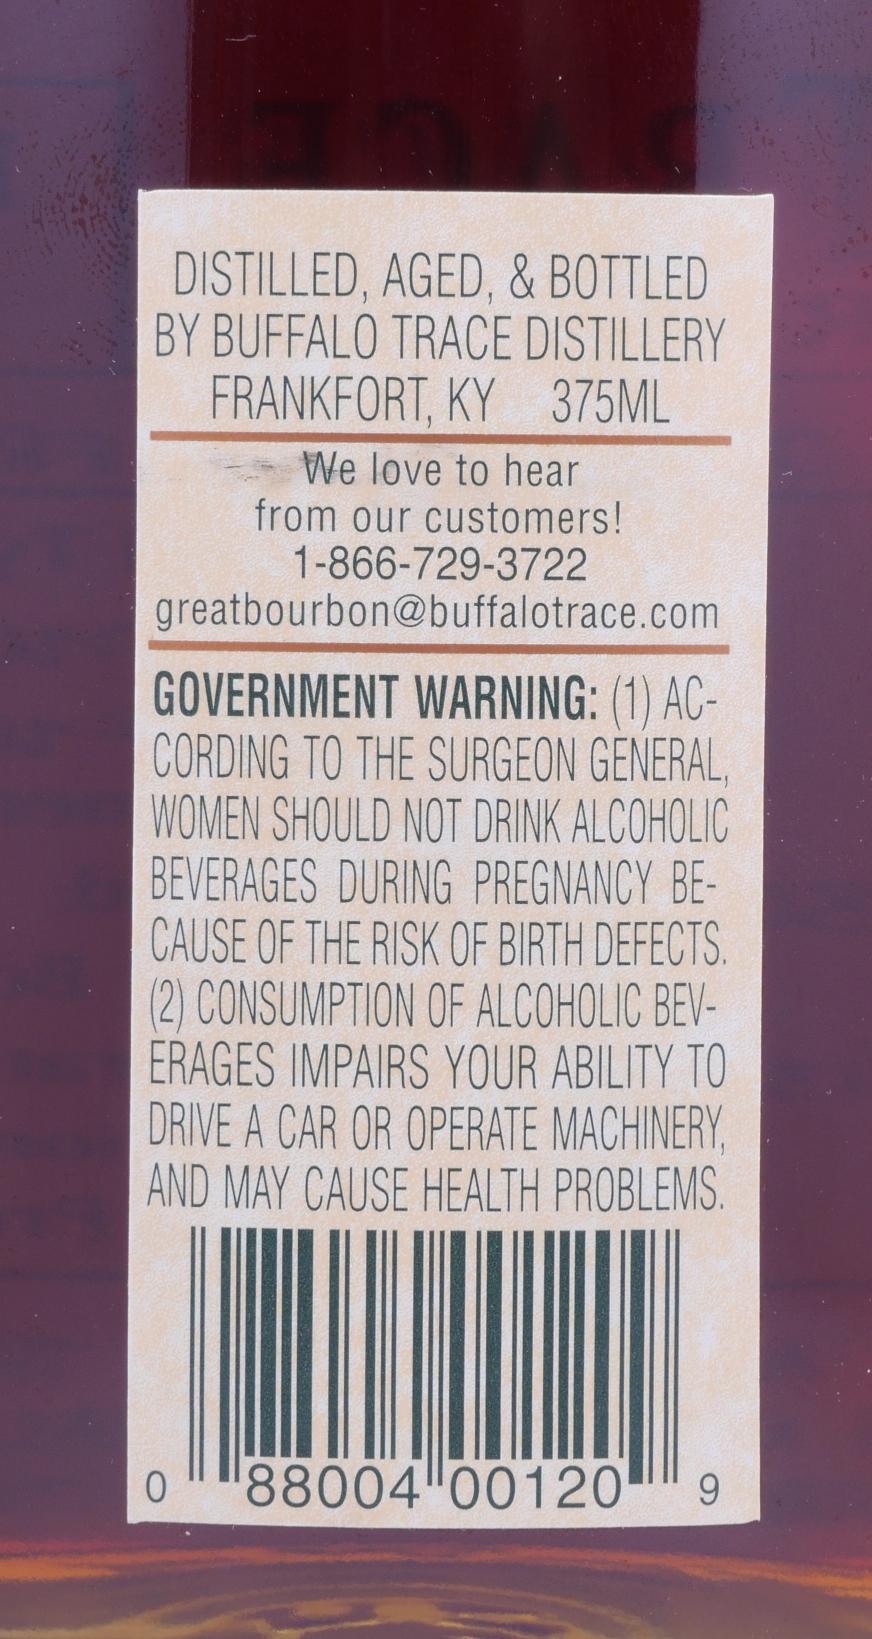 DISTILLED, AGED, & BOTTLED
BY BUFFALO TRACE DISTILLERY
FRANKFORT, KY 375ML
We love to hear
from our customers!
1-866-729-3722
greatbourbon@buffalotrace.com
GOVERNMENT WARNING: (1) AC-
CORDING TO THE SURGEON GENERAL,
WOMEN SHOULD NOT DRINK ALCOHOLIC
BEVERAGES DURING PREGNANCY BE-
CAUSE OF THE RISK OF BIRTH DEFECTS.
(2) CONSUMPTION OF ALCOHOLIC BEV-
ERAGES IMPAIRS YOUR ABILITY TO
DRIVE A CAR OR OPERATE MACHINERY,
AND MAY CAUSE HEALTH PROBLEMS.
0 88004 00120 9